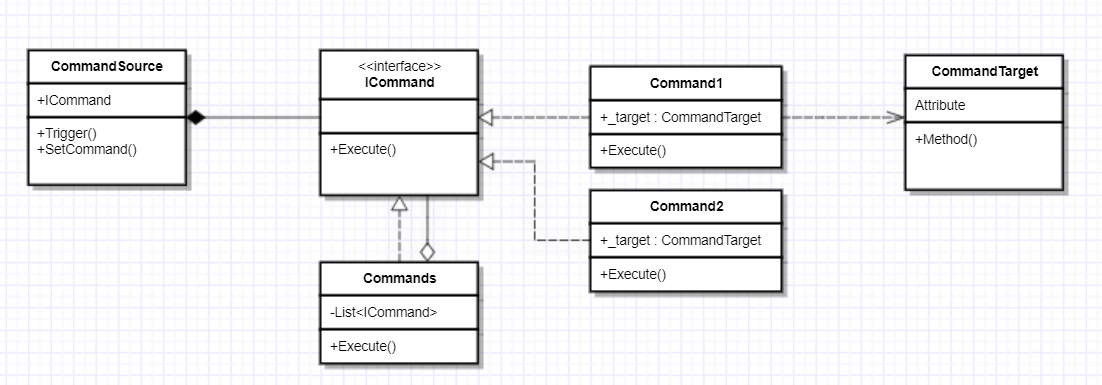 CommandSource
+ICommand
+Trigger()
+SetCommand()
<<interface>>
ICommand
+Execute()
Command1
+_target : CommandTarget
+Execute()
CommandTarget
Attribute
+Method()
Command2
+_target : CommandTarget
+Execute()
Commands
-List<ICommand>
+Execute()